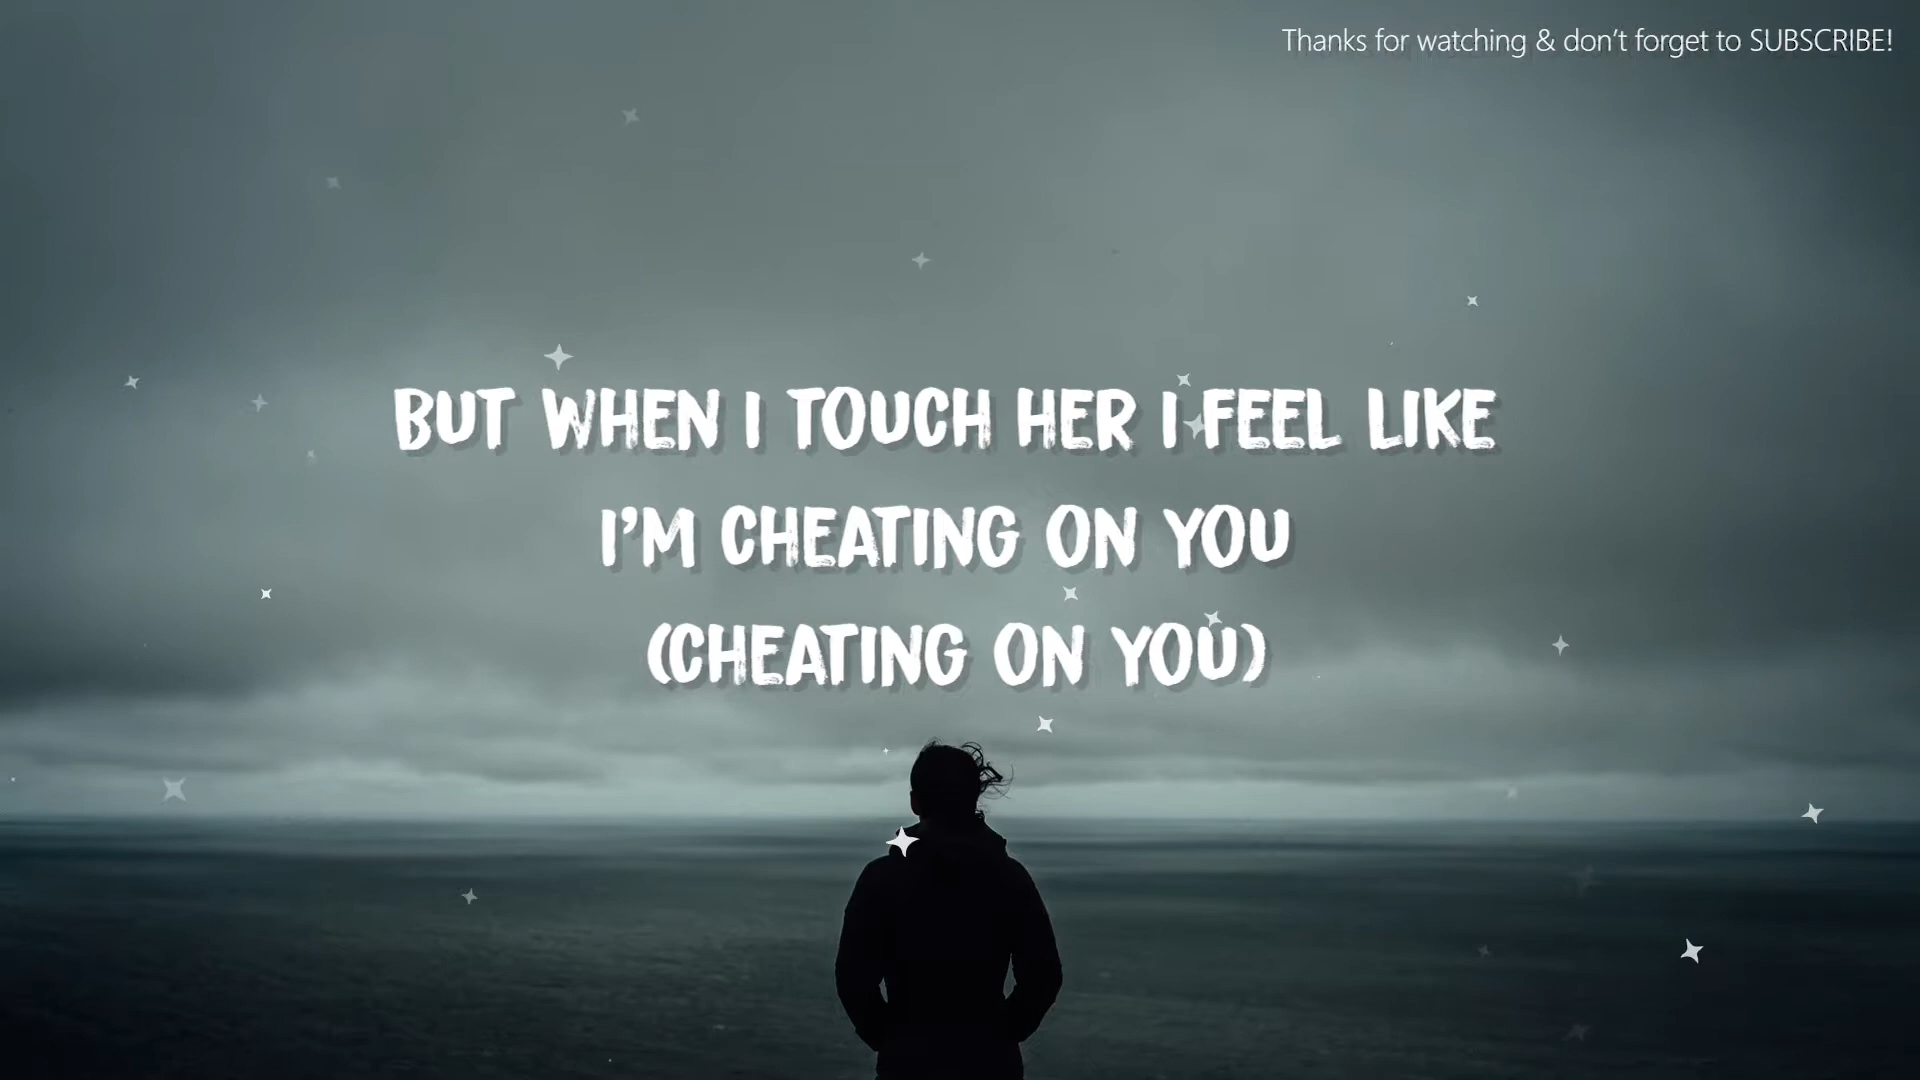 Thanks for watching & don't forget to SUBSCRIBE!
BUT WHEN I TOUCH HER I FEEL LIKE
I'M CHEATING ON YOU
(CHEATING ON YOU)